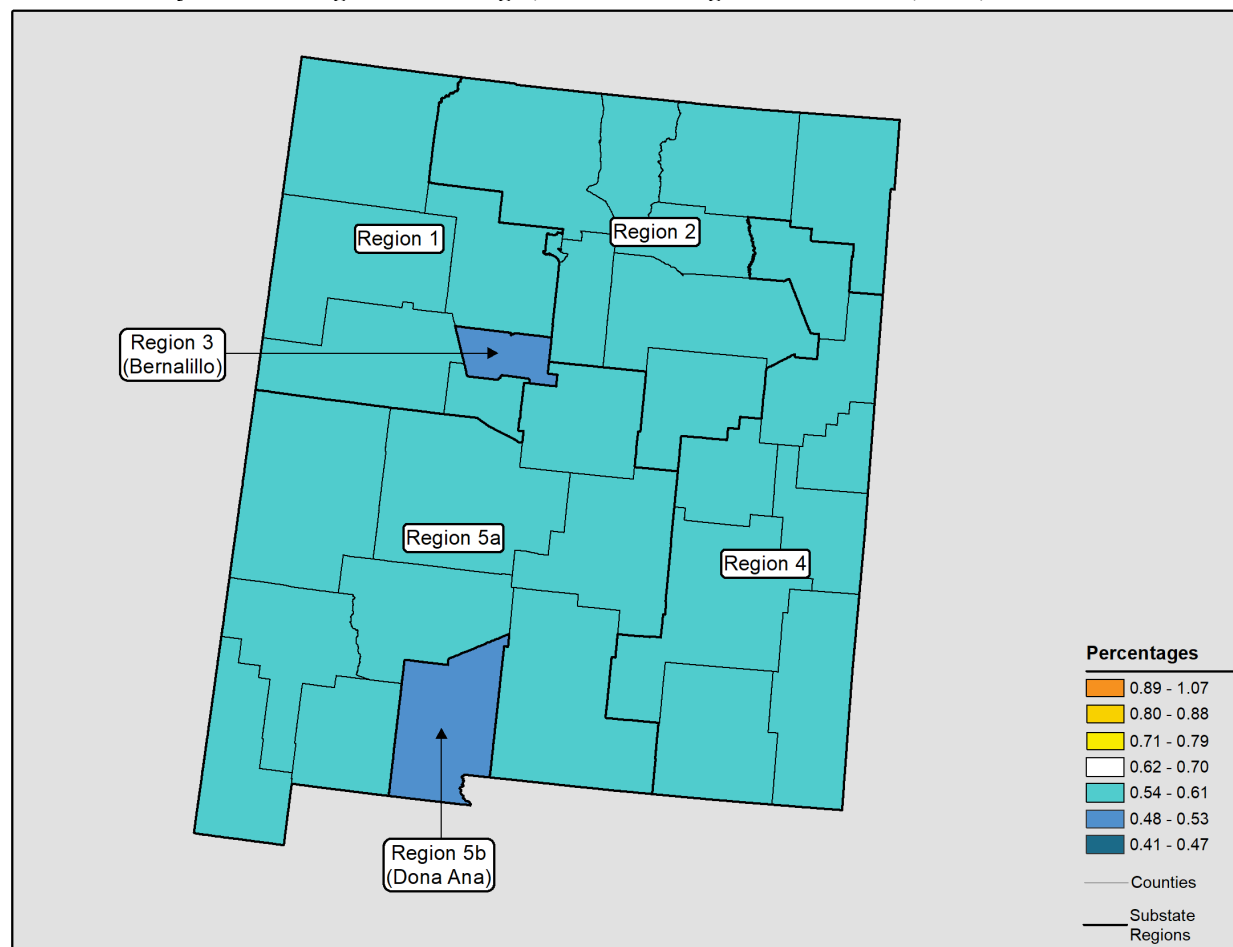 Region 1
Region 2
Region 3
(Bernalillo)
Region 5a
Region 4
Region 5b
(Dona Ana)
Percentages
0.89 - 1.07
0.80 - 0.88
0.71 - 0.79
0.62 - 0.70
0.54 - 0.61
0.48 - 0.53
0.41 - 0.47
Counties
Substate
Regions